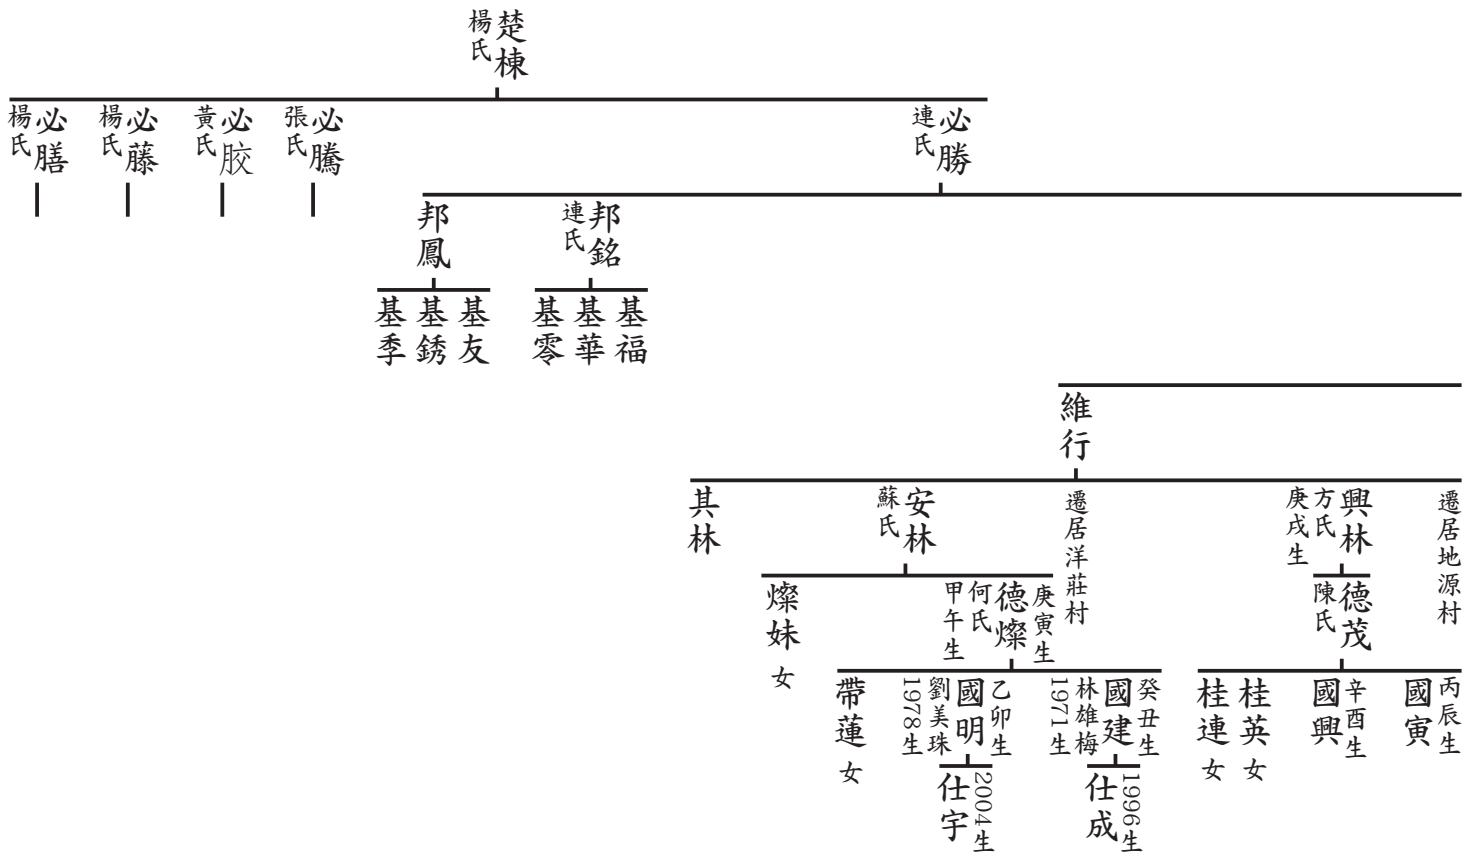 楚棟
楊氏
必勝
連氏
必騰
張氏
必胶
黃氏
必藤
楊氏
必膳
楊氏
邦銘
連氏
邦鳳
基福
基華
基零
基友
基銹
基季
維行
遷居地源村
興林
方氏
庚戌生
遷居洋莊村
安林
蘇氏
其林
德茂
陳氏
庚寅生
德燦
何氏
甲午生
燦妹 女
丙辰生
國寅
辛酉生
國興
桂英 女
桂連 女
癸丑生
國建
林雄梅
1971生
乙卯生
國明
劉美珠
1978生
帶蓮 女
1996生
仕成
2004生
仕宇